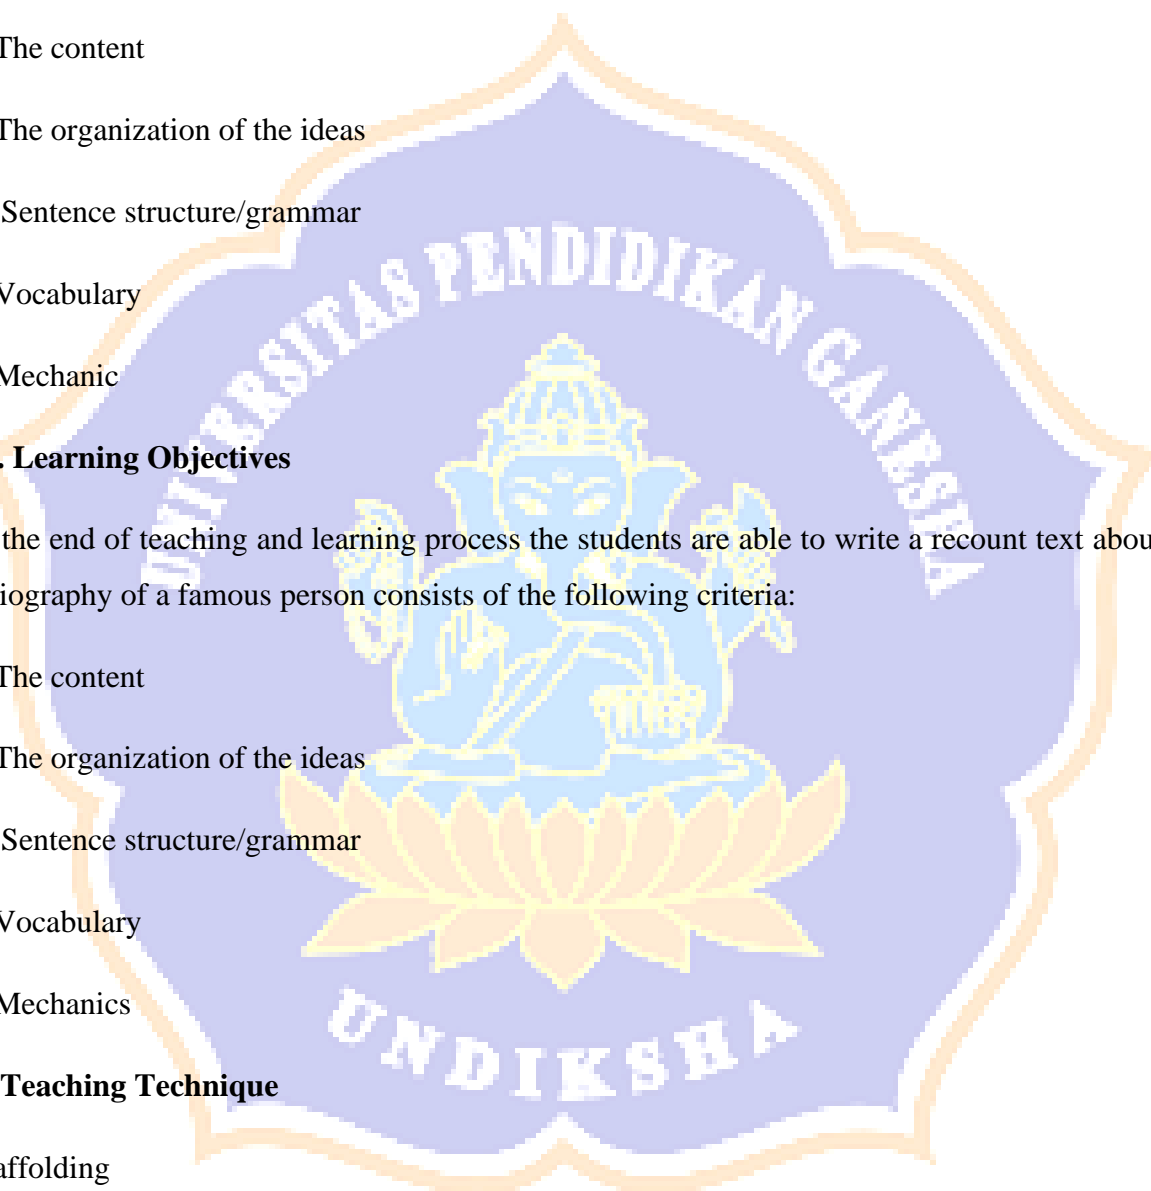 The content
The organization of the ideas
Sentence structure/grammar
Vocabulary
Mechanic
. Learning Objectives
the end of teaching and learning process the students are able to write a recount text abou
iography of a famous person consists of the following criteria:
The content
The organization of the ideas
Sentence structure/grammar
Vocabulary
Mechanics
Teaching Technique
affolding
UNIVERSITAS PENDIDIKAN GANESHA
UNDIKSHA